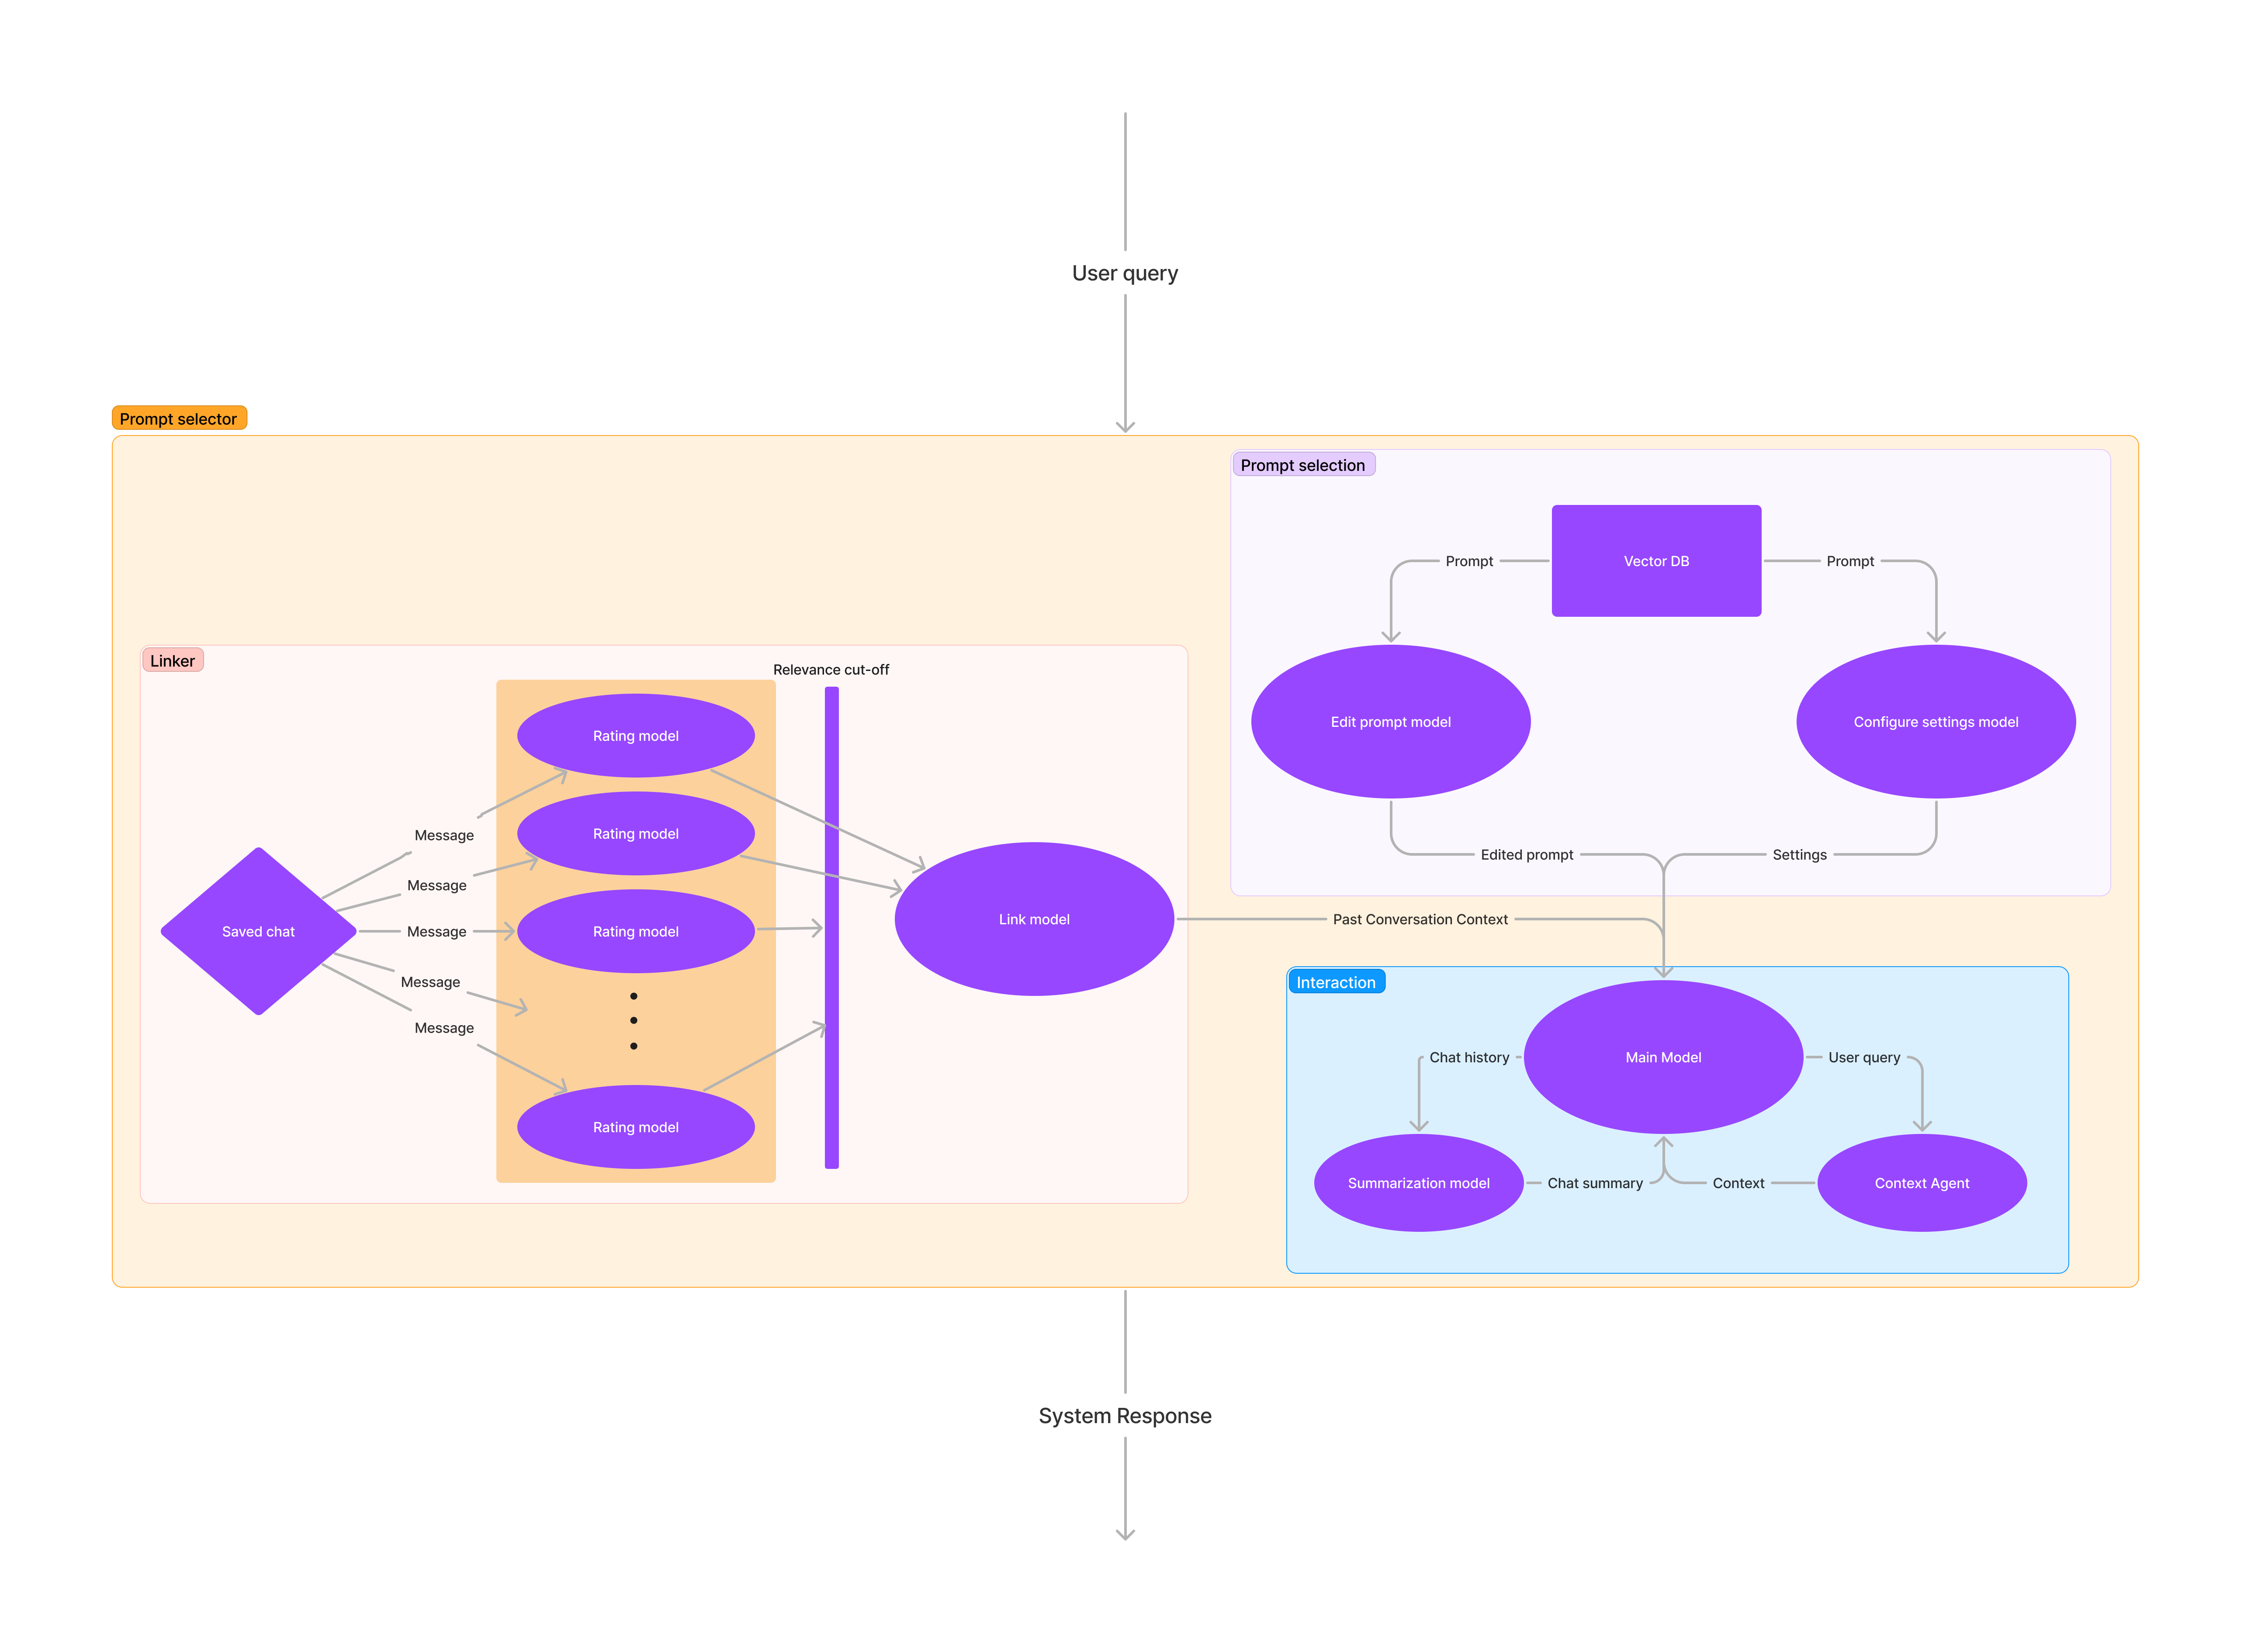 User query
Prompt selector
Prompt selection
Vector DB
Prompt
Prompt
Edit prompt model
Configure settings model
Edited prompt
Settings
Linker
Relevance cut-off
Rating model
Rating model
Rating model
Rating model
Message
Message
Message
Message
Message
Saved chat
Link model
Past Conversation Context
Interaction
Main Model
Chat history
User query
Summarization model
Chat summary
Context
Context Agent
System Response